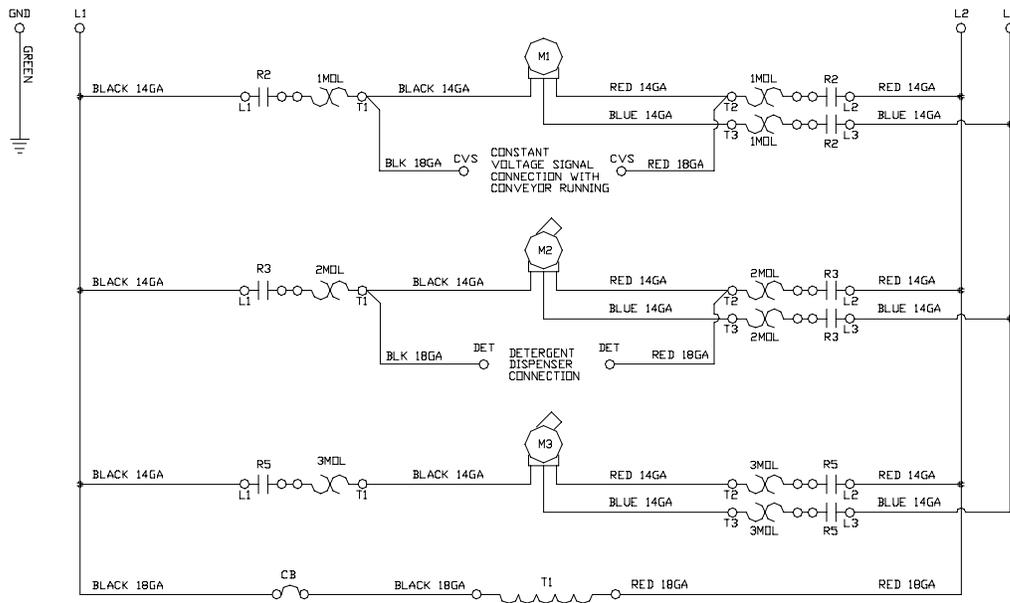 GND
L1
L2
L
GREEN
M1
BLACK 14GA
R2
1MOL
BLACK 14GA
RED 14GA
1MOL
R2
RED 14GA
L1
T1
T2
L2
BLUE 14GA
BLUE 14GA
T3
1MOL
R2
L3
BLK 18GA
CVS
CONSTANT
VOLTAGE SIGNAL
CONNECTION WITH
CONVEYOR RUNNING
CVS
RED 18GA
M2
BLACK 14GA
R3
2MOL
BLACK 14GA
RED 14GA
2MOL
R3
RED 14GA
L1
T1
T2
L2
BLUE 14GA
BLUE 14GA
T3
2MOL
R3
L3
BLK 18GA
DET
DETERGENT
DISPENSER
CONNECTION
DET
RED 18GA
M3
BLACK 14GA
R5
3MOL
BLACK 14GA
RED 14GA
3MOL
R5
RED 14GA
L1
T1
T2
L2
BLUE 14GA
BLUE 14GA
T3
3MOL
R5
L3
BLACK 18GA
CB
BLACK 18GA
T1
RED 18GA
RED 18GA